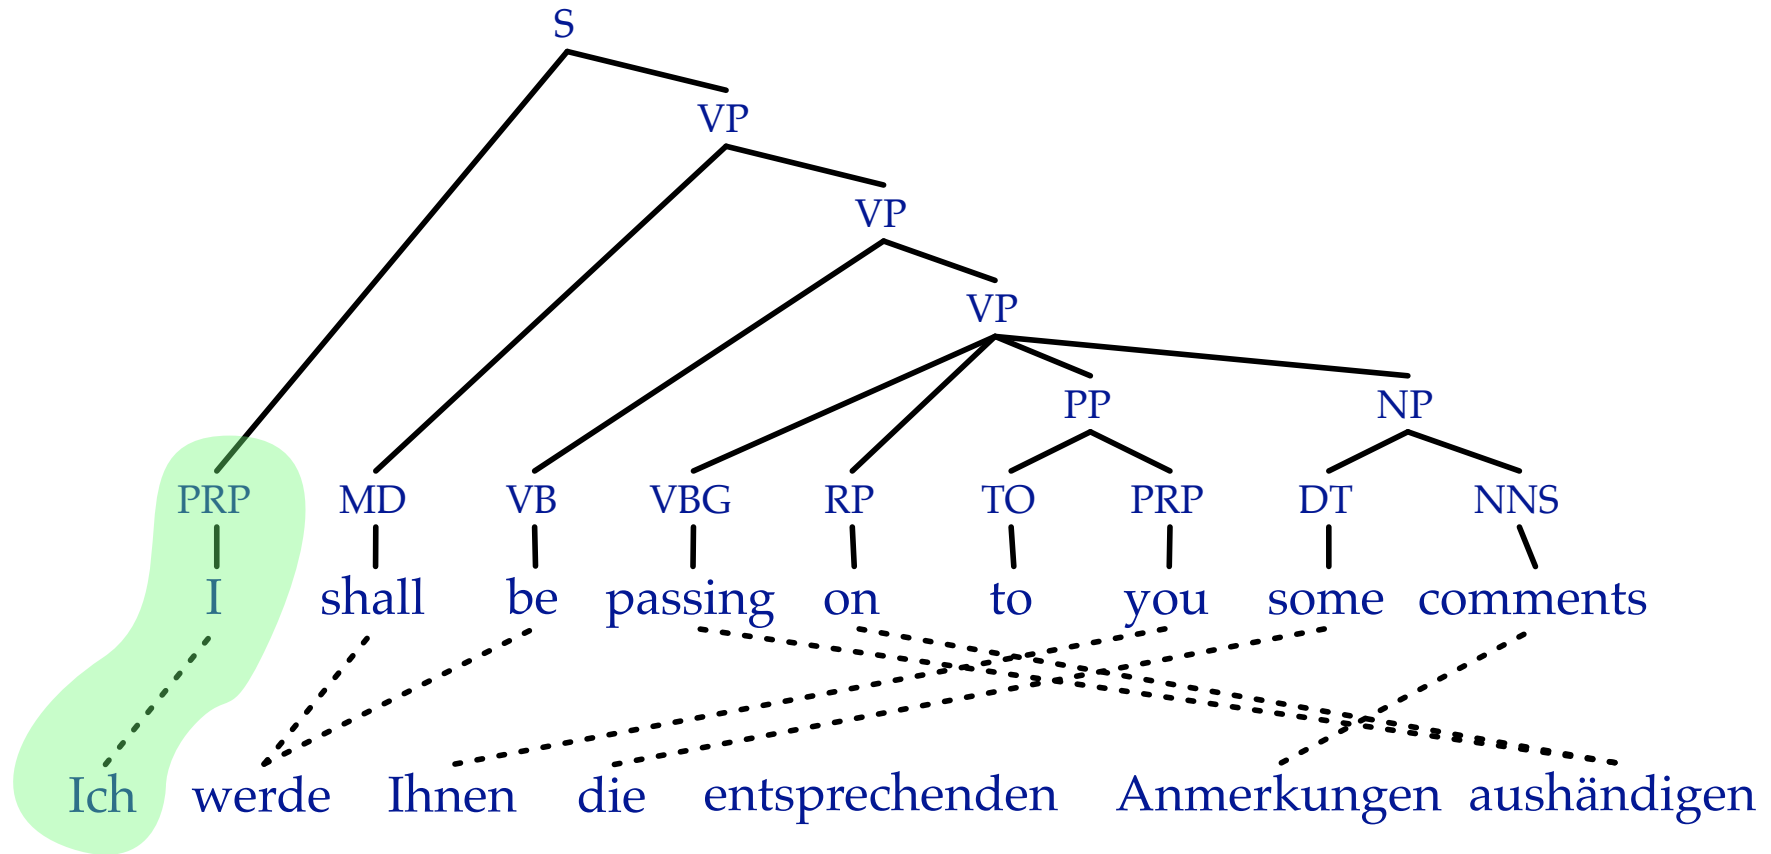 S
VP
VP
VP
PP NP
PRP MD VB VBG RP TO PRP DT NNS
I shall be passing on to you some comments
Ich werde Ihnen die entsprechenden Anmerkungen aushändigen